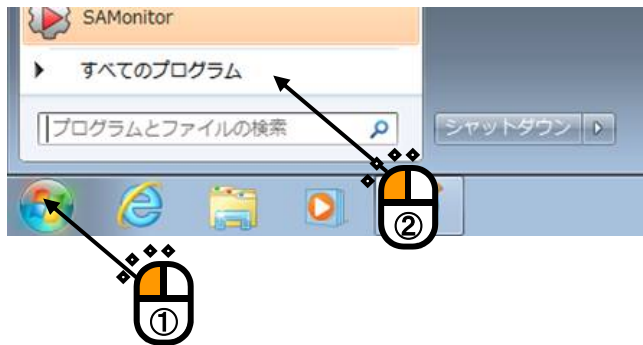 SAMonitor
すべてのプログラム
プログラムとファイルの検索
シャットダウン
②
①